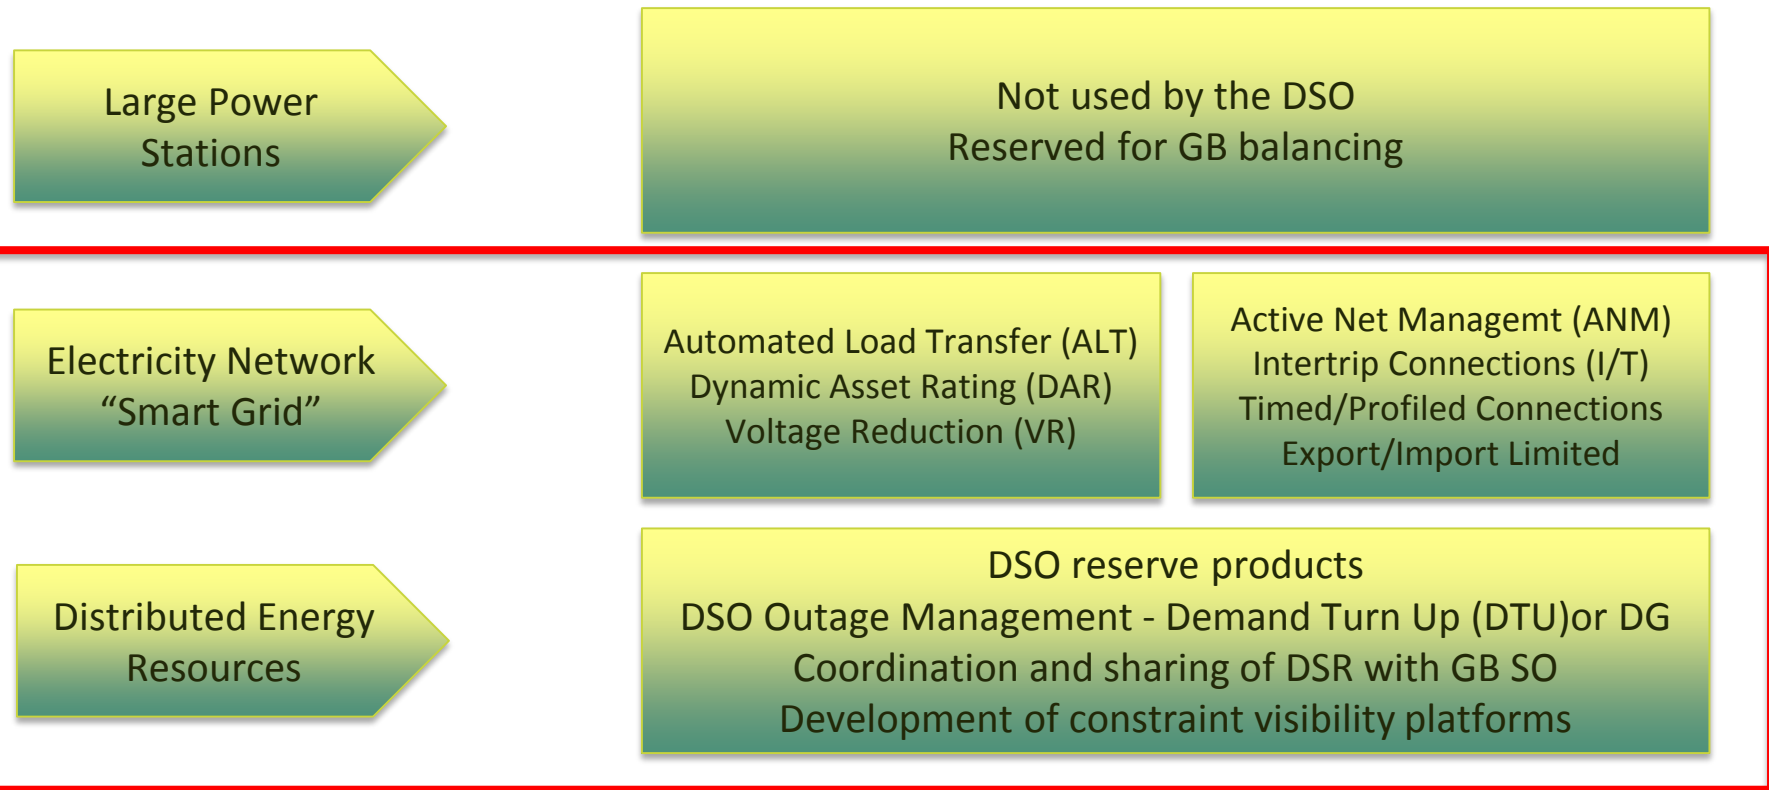 Large Power
Stations
Not used by the DSO
Reserved for GB balancing
Electricity Network
“Smart Grid”
Automated Load Transfer (ALT)
Dynamic Asset Rating (DAR)
Voltage Reduction (VR)
Active Net Managemt (ANM)
Intertrip Connections (I/T)
Timed/Profiled Connections
Export/Import Limited
Distributed Energy
Resources
DSO reserve products
DSO Outage Management - Demand Turn Up (DTU)or DG
Coordination and sharing of DSR with GB SO
Development of constraint visibility platforms